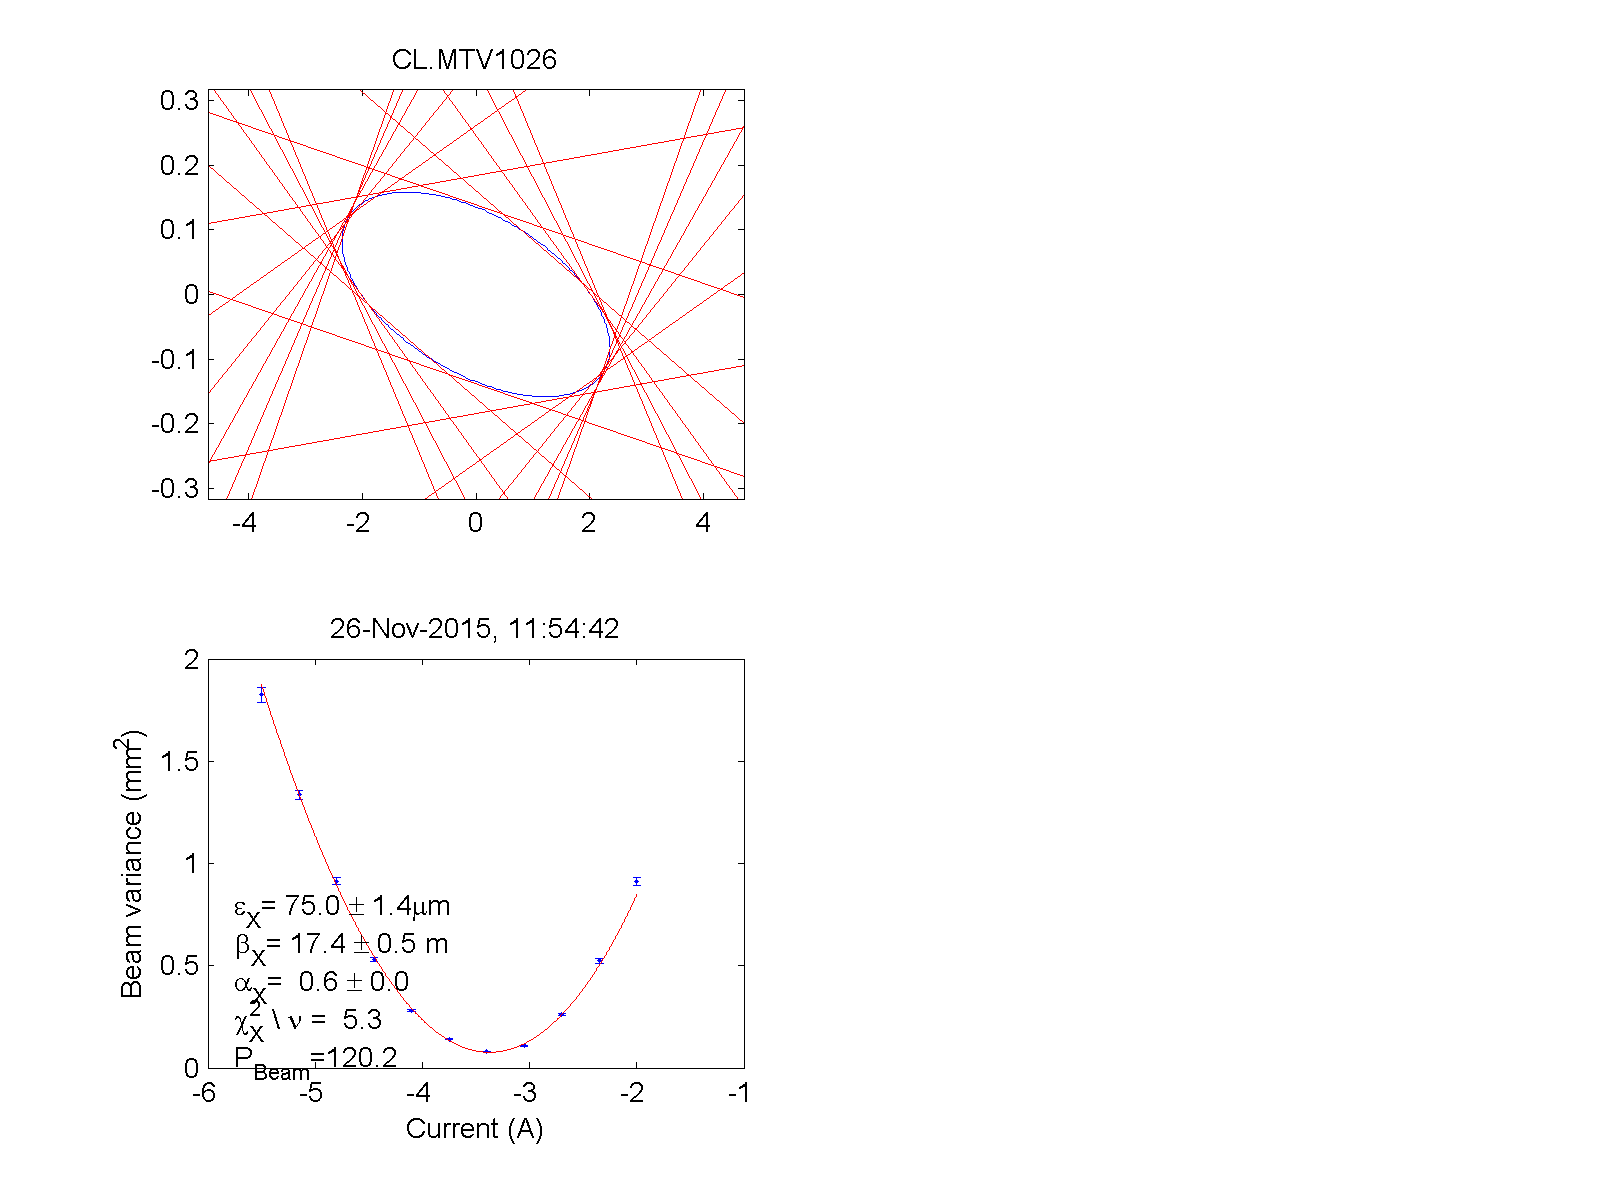 CL.MTV1026
0.3
0.2
0.1
0
-0.1
-0.2
-0.3
-4 -2 0 2 4
26-Nov-2015, 11:54:42
2
1.5
1
0.5
0
Beam variance (mm²)
εX= 75.0 ± 1.4μm
βX= 17.4 ± 0.5 m
αX= 0.6 ± 0.0
χ²X \ ν = 5.3
PBeam=120.2
-6 -5 -4 -3 -2 -1
Current (A)